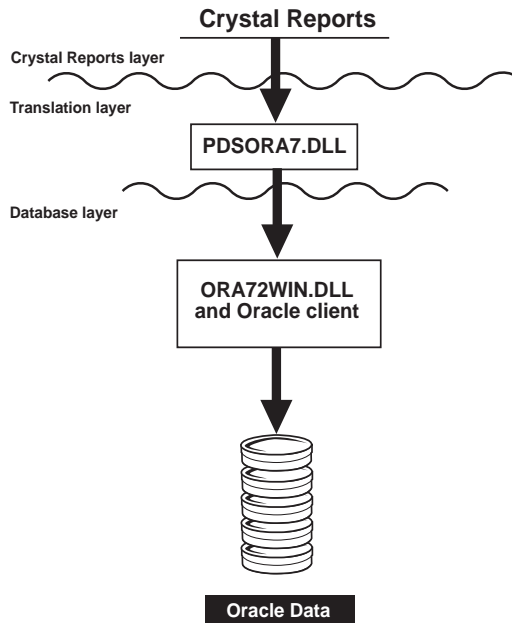 Crystal Reports
Crystal Reports layer
Translation layer
PDSORA7.DLL
Database layer
ORA72WIN.DLL
and Oracle client
Oracle Data